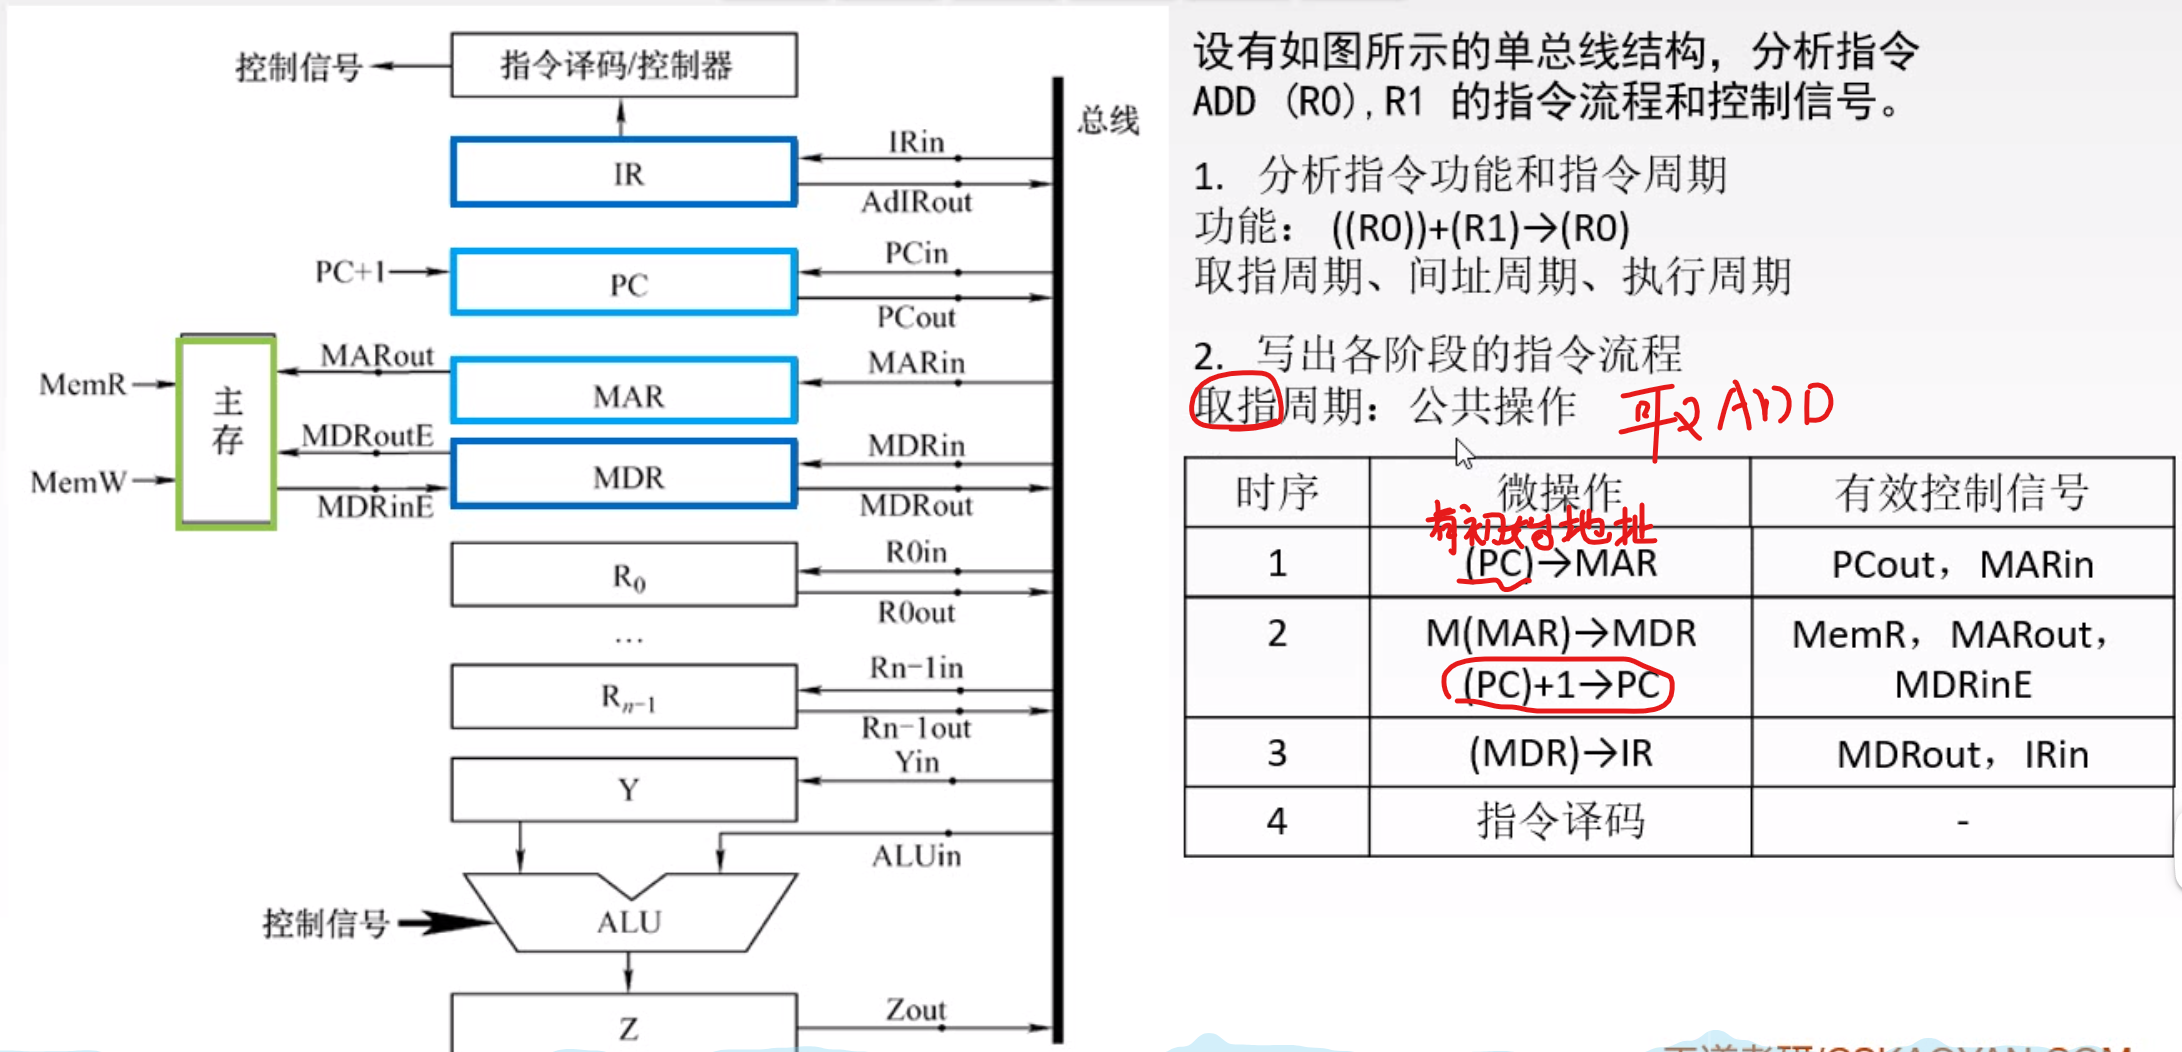 控制信号
指令译码/控制器
总线
IR
IRin
AdIRout
PC+1
PC
PCin
PCout
MemR
MemW
主存
MARout
MDRoutE
MDRinE
MAR
MARin
MDR
MDRin
MDRout
R0
R0in
R0out
...
Rn-1
Rn-1in
Rn-1out
Y
Yin
ALUin
控制信号
ALU
Z
Zout
设有如图所示的单总线结构，分析指令
ADD (R0),R1 的指令流程和控制信号。
1. 分析指令功能和指令周期
功能： ((R0))+(R1)→(R0)
取指周期、间址周期、执行周期
2. 写出各阶段的指令流程
取指周期：公共操作 取ADD
时序 微操作 有效控制信号
有初始地址
1 (PC)→MAR PCout，MARin
2 M(MAR)→MDR MemR，MARout，
(PC)+1→PC MDRinE
3 (MDR)→IR MDRout，IRin
4 指令译码 -